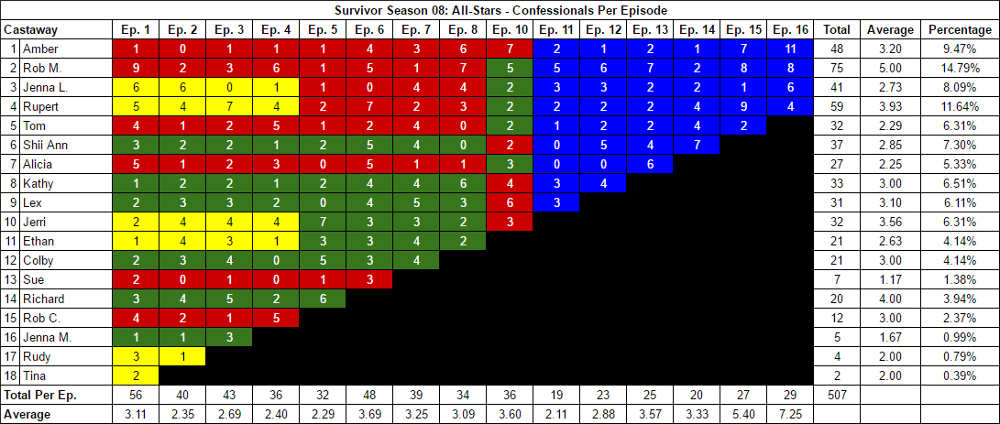 Survivor Season 08: All-Stars - Confessionals Per Episode
Castaway Ep. 1 Ep. 2 Ep. 3 Ep. 4 Ep. 5 Ep. 6 Ep. 7 Ep. 8 Ep. 10 Ep. 11 Ep. 12 Ep. 13 Ep. 14 Ep. 15 Ep. 16 Total Average Percentage
1 Amber 1 0 1 1 1 4 3 6 7 2 1 2 1 7 11 48 3.20 9.47%
2 Rob M. 9 2 3 6 1 5 1 7 5 5 6 7 2 8 8 75 5.00 14.79%
3 Jenna L. 6 6 0 1 1 0 4 4 2 3 3 2 2 1 6 41 2.73 8.09%
4 Rupert 5 4 7 4 2 7 2 3 2 2 2 2 4 9 4 59 3.93 11.64%
5 Tom 4 1 2 5 1 2 4 0 2 1 2 2 4 2 32 2.29 6.31%
6 Shii Ann 3 2 2 1 2 5 4 0 2 0 5 4 7 37 2.85 7.30%
7 Alicia 5 1 2 3 0 5 1 1 3 0 0 6 27 2.25 5.33%
8 Kathy 1 2 2 1 2 4 4 6 4 3 4 33 3.00 6.51%
9 Lex 2 3 3 2 0 4 5 3 6 3 31 3.10 6.11%
10 Jerri 2 4 4 4 7 3 3 2 3 32 3.56 6.31%
11 Ethan 1 4 3 1 3 3 4 2 21 2.63 4.14%
12 Colby 2 3 4 0 5 3 4 21 3.00 4.14%
13 Sue 2 0 1 0 1 3 7 1.17 1.38%
14 Richard 3 4 5 2 6 20 4.00 3.94%
15 Rob C. 4 2 1 5 12 3.00 2.37%
16 Jenna M. 1 1 3 5 1.67 0.99%
17 Rudy 3 1 4 2.00 0.79%
18 Tina 2 2 2.00 0.39%
Total Per Ep. 56 40 43 36 32 48 39 34 36 19 23 25 20 27 29 507
Average 3.11 2.35 2.69 2.40 2.29 3.69 3.25 3.09 3.60 2.11 2.88 3.57 3.33 5.40 7.25